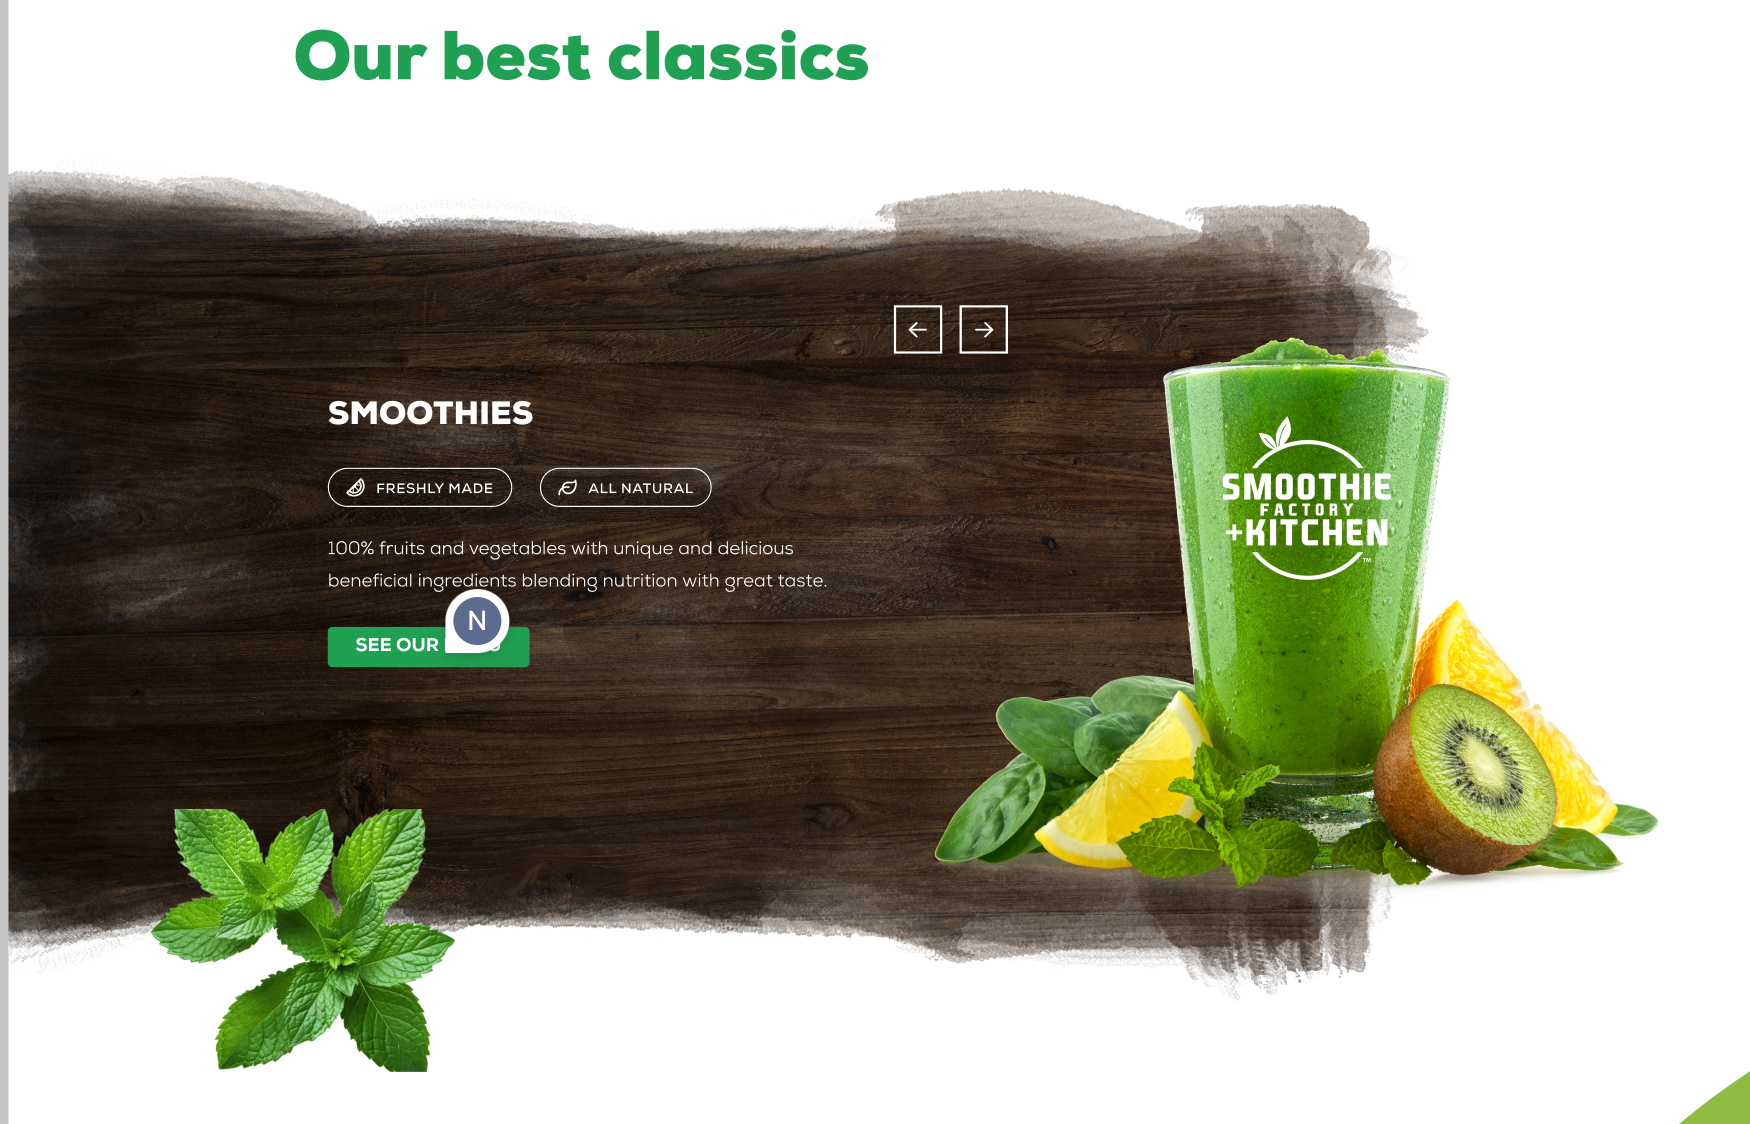 Our best classics
SMOOTHIES
FRESHLY MADE
ALL NATURAL
100% fruits and vegetables with unique and delicious
beneficial ingredients blending nutrition with great taste.
N
SEE OUR
SMOOTHIE
FACTORY
+KITCHEN
TM